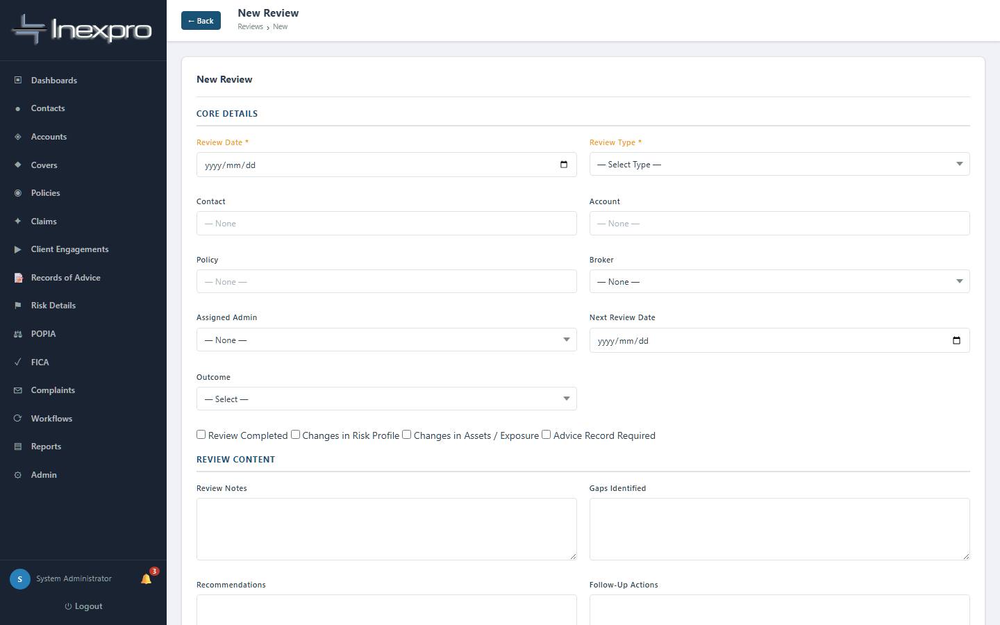 Inexpro
← Back
New Review
Reviews › New
Dashboards
Contacts
Accounts
Covers
Policies
Claims
Client Engagements
Records of Advice
Risk Details
POPIA
FICA
Complaints
Workflows
Reports
Admin
S
System Administrator
3
Logout
New Review
CORE DETAILS
Review Date *
Review Type *
yyyy/mm/dd
— Select Type —
Contact
Account
— None
— None —
Policy
Broker
— None —
— None —
Assigned Admin
Next Review Date
— None —
yyyy/mm/dd
Outcome
— Select —
Review Completed Changes in Risk Profile Changes in Assets / Exposure Advice Record Required
REVIEW CONTENT
Review Notes
Gaps Identified
Recommendations
Follow-Up Actions